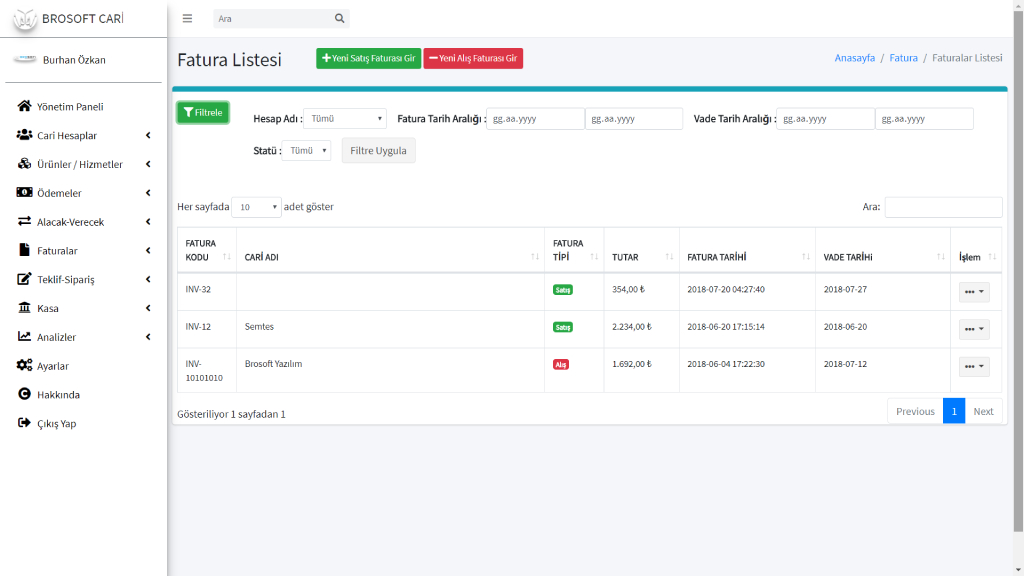 BROSOFT CARİ
Ara
Burhan Özkan
Fatura Listesi
Yeni Satış Faturası Gir
Yeni Alış Faturası Gir
Anasayfa / Fatura / Faturalar Listesi
Yönetim Paneli
Cari Hesaplar
Ürünler / Hizmetler
Ödemeler
Alacak-Verecek
Faturalar
Teklif-Sipariş
Kasa
Analizler
Ayarlar
Hakkında
Çıkış Yap
Filtrele
Hesap Adı : Tümü
Fatura Tarih Aralığı : gg.aa.yyyy gg.aa.yyyy
Vade Tarih Aralığı : gg.aa.yyyy gg.aa.yyyy
Statü : Tümü
Filtre Uygula
Her sayfada 10 adet göster
Ara:
FATURA KODU CARİ ADI FATURA TİPİ TUTAR FATURA TARİHİ VADE TARİHi İşlem
INV-32 Satış 354,00 ₺ 2018-07-20 04:27:40 2018-07-27
INV-12 Semtes Satış 2.234,00 ₺ 2018-06-20 17:15:14 2018-06-20
INV-10101010 Brosoft Yazılım Alış 1.692,00 ₺ 2018-06-04 17:22:30 2018-07-12
Gösteriliyor 1 sayfadan 1
Previous 1 Next